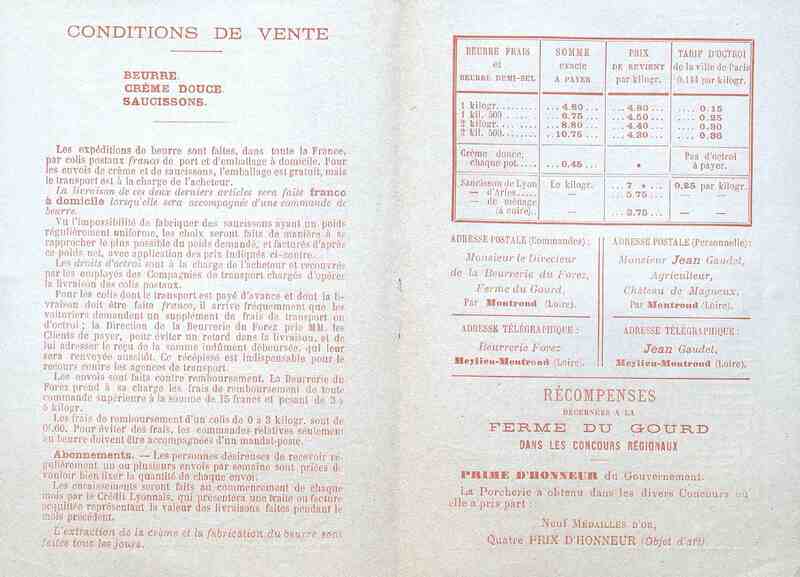 CONDITIONS DE VENTE
BEURRE.
CRÊME DOUCE.
SAUCISSONS.
Les expéditions de beurre sont faites, dans toute la France,
par colis postaux franco de port et d'emballage à domicile. Pour
les envois de crême et de saucissons, l'emballage est gratuit, mais
le transport est à la charge de l'acheteur.
La livraison de ces deux derniers articles sera faite franco
à domicile lorsqu'elle sera accompagnée d'une commande de
beurre.
Vu l'impossibilité de fabriquer des saucissons ayant un poids
régulièrement uniforme, les choix seront faits de manière à se
rapprocher le plus possible du poids demandé, et facturés d'après
ce poids net, avec application des prix indiqués ci-contre.
Les droits d'octroi sont à la charge de l'acheteur et recouvrés
par les employés des Compagnies de transport chargés d'opérer
la livraison des colis postaux.
Pour les colis dont le transport est payé d'avance et dont la li-
vraison doit être faite franco, il arrive fréquemment que les
voituriers demandent un supplément de frais de transport ou
d'octroi ; la Direction de la Beurrerie du Forez prie MM. les
Clients de payer, pour éviter un retard dans la livraison, et de
lui adresser le reçu de la somme indûment déboursée, qui leur
sera renvoyée aussitôt. Ce récépissé est indispensable pour le
recours contre les agences de transport.
Les envois sont faits contre remboursement. La Beurrerie du
Forez prend à sa charge les frais de remboursement de toute
commande supérieure à la somme de 15 francs et pesant de 3 à
5 kilogr.
Les frais de remboursement d'un colis de 0 à 3 kilogr. sont de
0f.60. Pour éviter des frais, les commandes relatives seulement
au beurre doivent être accompagnées d'un mandat-poste.
Abonnements. — Les personnes désireuses de recevoir ré-
gulièrement un ou plusieurs envois par semaine sont priées de
vouloir bien fixer la quantité de chaque envoi.
Les encaissements seront faits au commencement de chaque
mois par le Crédit Lyonnais, qui présentera une traite ou facture
acquittée représentant la valeur des livraisons faites pendant le
mois précédent.
L'extraction de la crême et la fabrication du beurre sont
faites tous les jours.
BEURRE FRAIS et BEURRE DEMI-SEL SOMME exacte A PAYER PRIX DE REVIENT par kilogr. TARIF D'OCTROI de la ville de Paris 0.144 par kilogr.
1 kilogr........ ...4.80... ...4.80... ....0.15
1 kil. 500 ..... ...6.75... ...4.50... ....0.25
2 kilogr........ ...8.80... ...4.40... ....0.30
2 kil. 500...... ...10.75... ...4.30...
Crême douce, chaque pot..... ...0.45... » Pas d'octroi à payer.
Saucisson de Lyon Le kilogr. ...7 »... 0.25 par kilogr.
— d'Arles..... — ...5.75... — —
— de ménage (à cuire).. — ...3.75... — —
ADRESSE POSTALE (Commandes) :
Monsieur le Directeur
de la Beurrerie du Forez,
Ferme du Gourd,
Par Montrond (Loire).
ADRESSE POSTALE (Personnelle) :
Monsieur Jean Gaudet,
Agriculteur,
Château de Magneux,
Par Montrond (Loire).
ADRESSE TÉLÉGRAPHIQUE :
Beurrerie Forez
Meylieu-Montrond (Loire).
ADRESSE TÉLÉGRAPHIQUE :
Jean Gaudet,
Meylieu-Montrond (Loire).
RÉCOMPENSES
DÉCERNÉES A LA
FERME DU GOURD
DANS LES CONCOURS RÉGIONAUX
PRIME D'HONNEUR du Gouvernement.
La Porcherie a obtenu dans les divers Concours où
elle a pris part :
Neuf MÉDAILLES D'OR,
Quatre PRIX D'HONNEUR (Objet d'art).